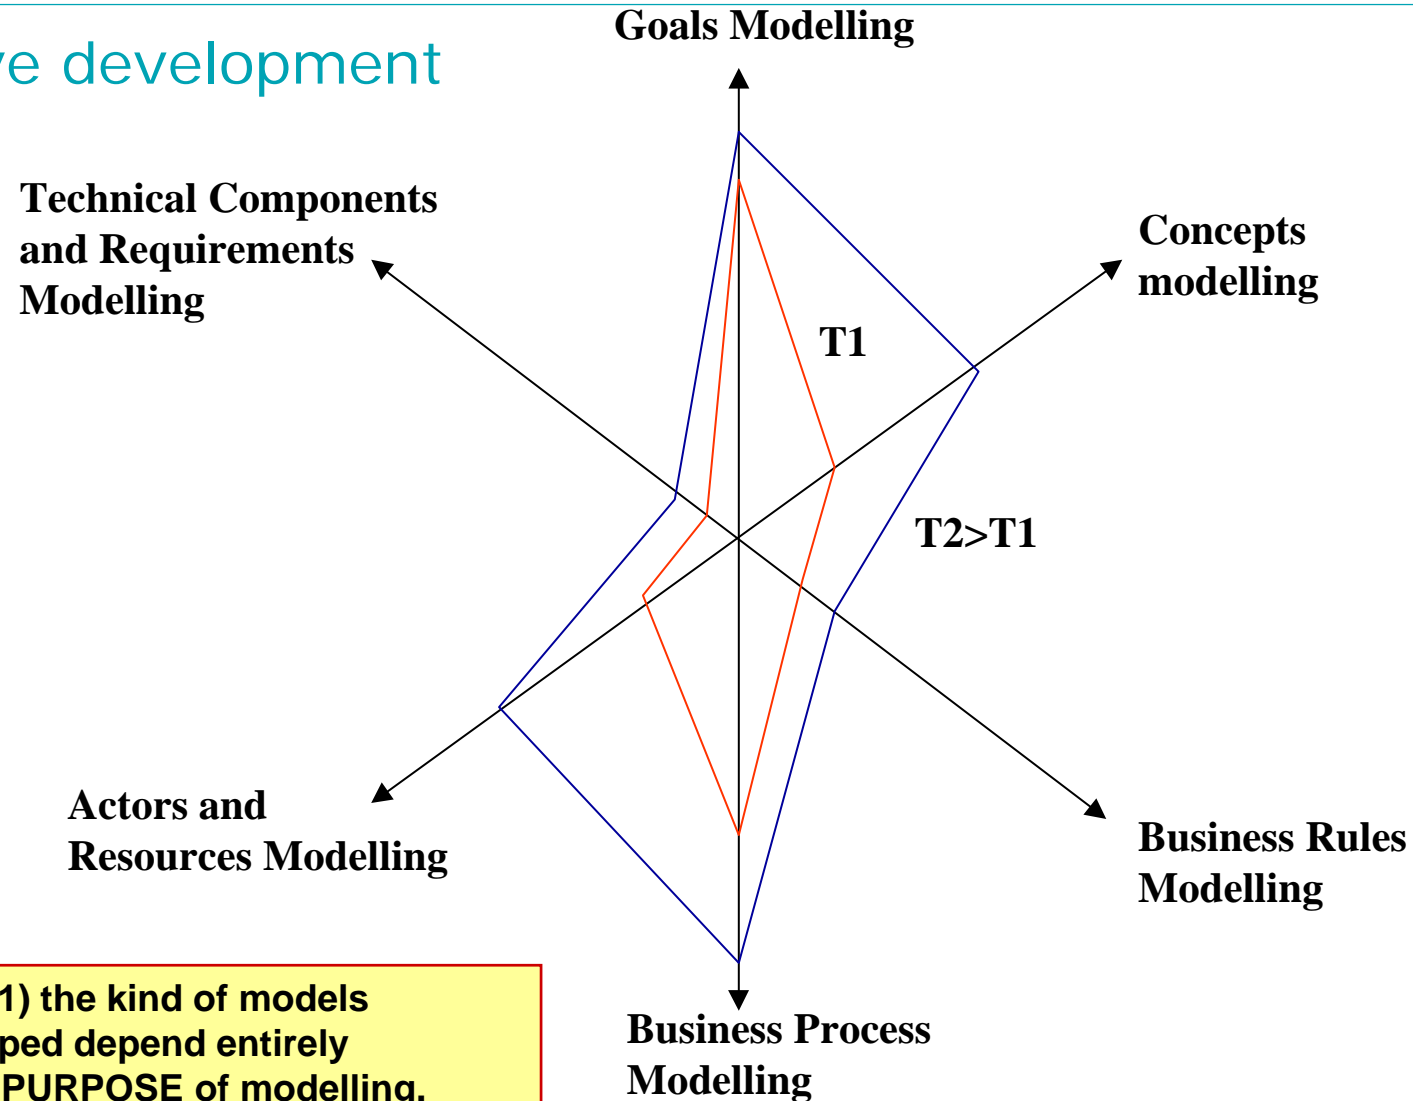 Goals Modelling
ve development
Technical Components
and Requirements
Modelling
Concepts
modelling
T1
T2>T1
Actors and
Resources Modelling
Business Rules
Modelling
Business Process
Modelling
1) the kind of models
ped depend entirely
PURPOSE of modelling.